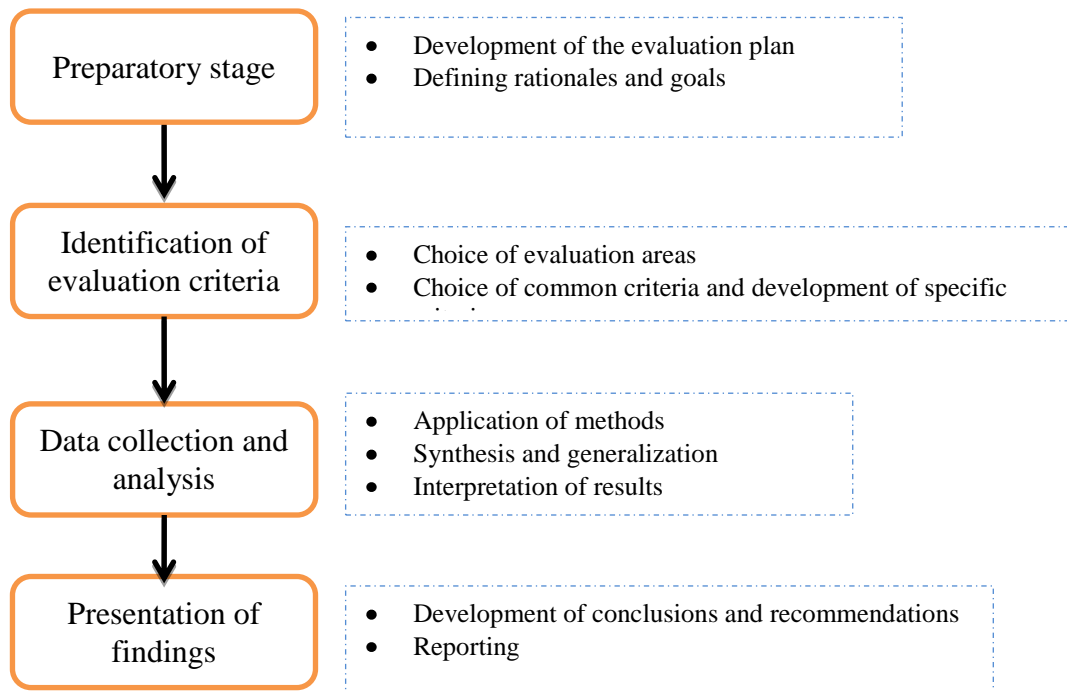 Preparatory stage
• Development of the evaluation plan
• Defining rationales and goals
Identification of
evaluation criteria
• Choice of evaluation areas
• Choice of common criteria and development of specific
Data collection and
analysis
• Application of methods
• Synthesis and generalization
• Interpretation of results
Presentation of
findings
• Development of conclusions and recommendations
• Reporting